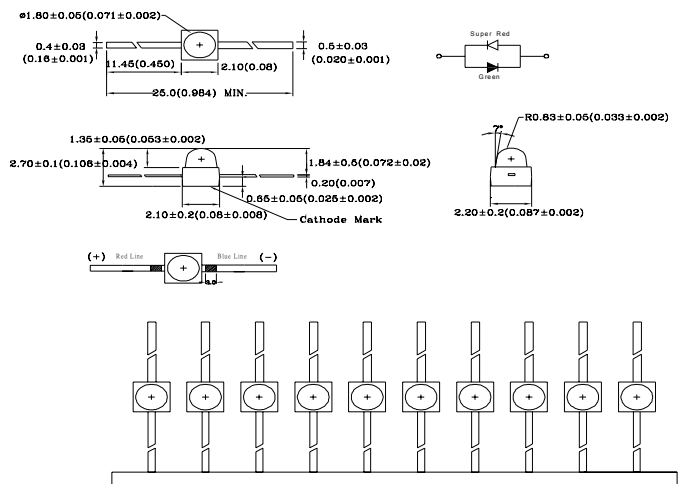 ø1.80±0.05(0.071±0.002)
0.4±0.03
(0.16±0.001)
11.45(0.450)
2.10(0.08)
0.5±0.03
(0.020±0.001)
25.0(0.984) MIN.
Super Red
Green
1.35±0.05(0.053±0.002)
2.70±0.1(0.106±0.004)
1.84±0.5(0.072±0.02)
0.20(0.007)
0.65±0.05(0.025±0.002)
2.10±0.2(0.08±0.008)
Cathode Mark
R0.83±0.05(0.033±0.002)
2.20±0.2(0.087±0.002)
(+) Red Line Blue Line (-)
3.0